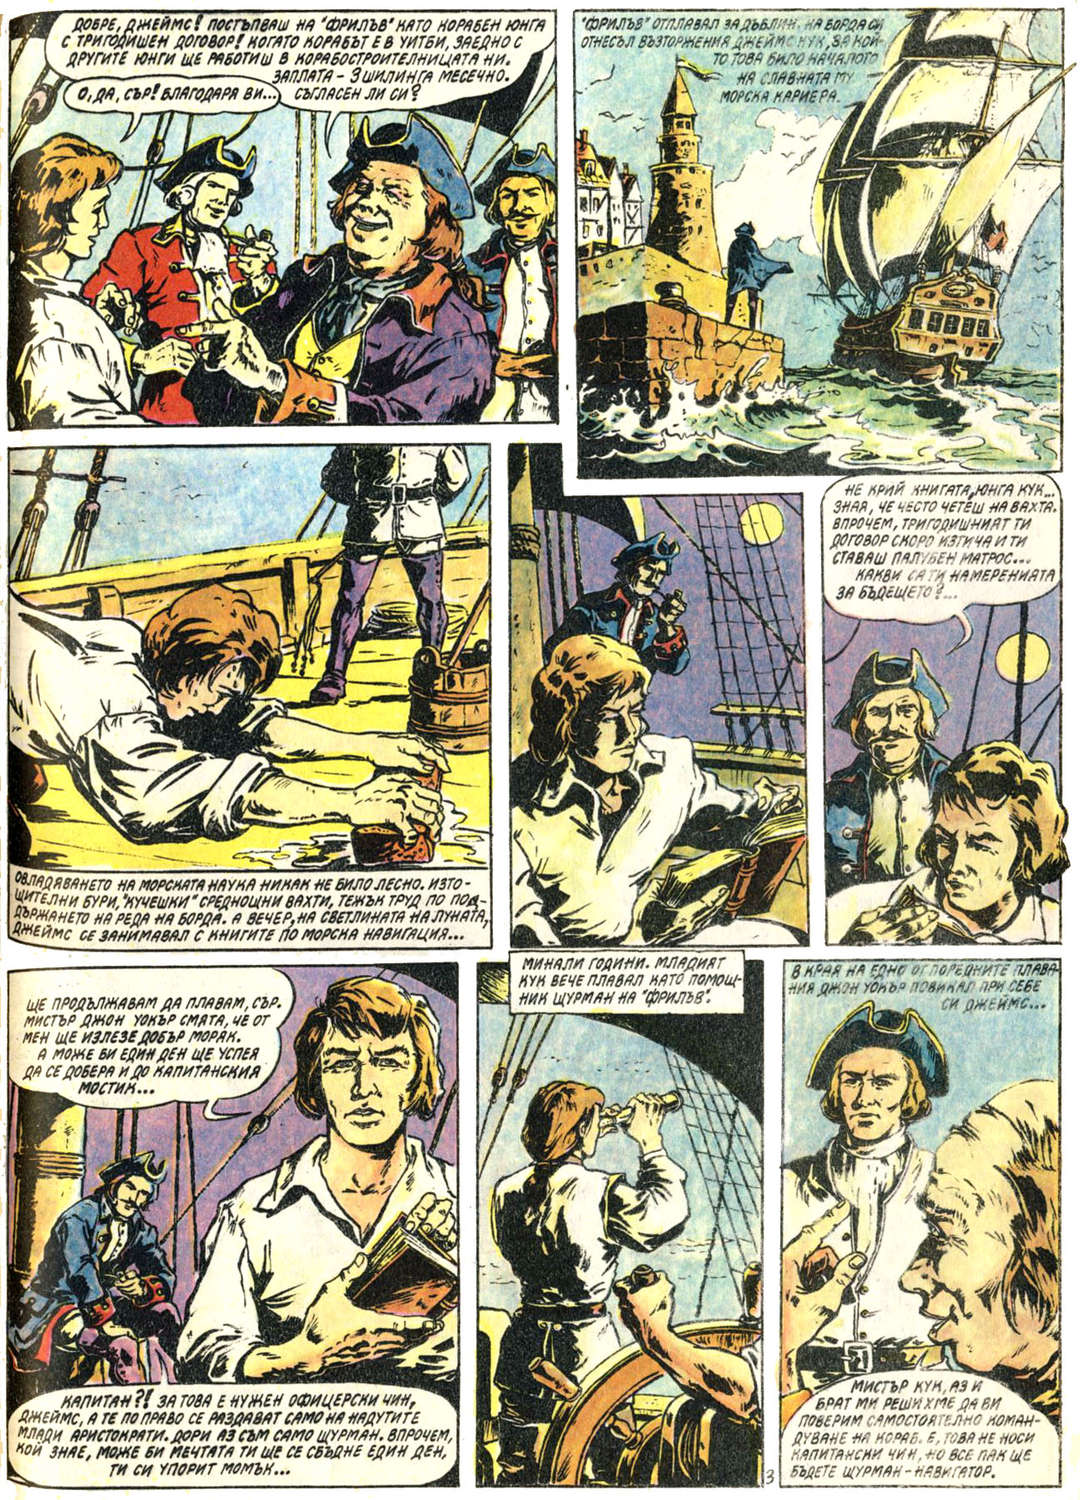 ДОБРЕ, ДЖЕЙМС! ПОСТЪПВАШ НА "ФРИЛЪВ" КАТО КОРАБЕН ЮНГА
С ТРИГОДИШЕН ДОГОВОР! КОГАТО КОРАБЪТ Е В УИТБИ, ЗАЕДНО С
ДРУГИТЕ ЮНГИ ЩЕ РАБОТИШ В КОРАБОСТРОИТЕЛНИЦАТА НИ.
ЗАПЛАТА - 3 ШИЛИНГА МЕСЕЧНО.
СЪГЛАСЕН ЛИ СИ?
О, ДА, СЪР! БЛАГОДАРЯ ВИ...
"ФРИЛЪВ" ОТПЛАВАЛ ЗА ДЪБЛИН. НА БОРДА СИ
ОТНЕСЪЛ ВЪЗТОРЖЕНИЯ ДЖЕЙМС КУК, ЗА КОЙ-
ТО ТОВА БИЛО НАЧАЛОТО
НА СЛАВНАТА МУ
МОРСКА КАРИЕРА.
ОВЛАДЯВАНЕТО НА МОРСКАТА НАУКА НИКАК НЕ БИЛО ЛЕСНО. ИЗТО-
ЩИТЕЛНИ БУРИ, "КУЧЕШКИ" СРЕДНОЩНИ ВАХТИ, ТЕЖЪК ТРУД ПО ПОД-
ДЪРЖАНЕТО НА РЕДА НА БОРДА. А ВЕЧЕР, НА СВЕТЛИНАТА НА ЛУНАТА,
ДЖЕЙМС СЕ ЗАНИМАВАЛ С КНИГИТЕ ПО МОРСКА НАВИГАЦИЯ...
НЕ КРИЙ КНИГАТА, ЮНГА КУК...
ЗНАЯ, ЧЕ ЧЕСТО ЧЕТЕШ НА ВАХТА.
ВПРОЧЕМ, ТРИГОДИШНИЯТ ТИ
ДОГОВОР СКОРО ИЗТИЧА И ТИ
СТАВАШ ПАЛУБЕН МАТРОС...
КАКВИ СА ТИ НАМЕРЕНИЯТА
ЗА БЪДЕЩЕТО?...
ЩЕ ПРОДЪЛЖАВАМ ДА ПЛАВАМ, СЪР.
МИСТЪР ДЖОН УОКЪР СМЯТА, ЧЕ ОТ
МЕН ЩЕ ИЗЛЕЗЕ ДОБЪР МОРЯК.
А МОЖЕ БИ ЕДИН ДЕН ЩЕ УСПЕЯ
ДА СЕ ДОБЕРА И ДО КАПИТАНСКИЯ
МОСТИК...
КАПИТАН?! ЗА ТОВА Е НУЖЕН ОФИЦЕРСКИ ЧИН,
ДЖЕЙМС, А ТЕ ПО ПРАВО СЕ РАЗДАВАТ САМО НА НАДУТИТЕ
МЛАДИ АРИСТОКРАТИ. ДОРИ АЗ СЪМ САМО ЩУРМАН. ВПРОЧЕМ,
КОЙ ЗНАЕ, МОЖЕ БИ МЕЧТАТА ТИ ЩЕ СЕ СБЪДНЕ ЕДИН ДЕН,
ТИ СИ УПОРИТ МОМЪК...
МИНАЛИ ГОДИНИ. МЛАДИЯТ
КУК ВЕЧЕ ПЛАВАЛ КАТО ПОМОЩ-
НИК ЩУРМАН НА "ФРИЛЪВ".
В КРАЯ НА ЕДНО ОТ ПОРЕДНИТЕ ПЛАВА-
НИЯ ДЖОН УОКЪР ПОВИКАЛ ПРИ СЕБЕ
СИ ДЖЕЙМС...
МИСТЪР КУК, АЗ И
БРАТ МИ РЕШИХМЕ ДА ВИ
ПОВЕРИМ САМОСТОЯТЕЛНО КОМАН-
ДУВАНЕ НА КОРАБ. Е, ТОВА НЕ НОСИ
КАПИТАНСКИ ЧИН, НО ВСЕ ПАК ЩЕ
БЪДЕТЕ ЩУРМАН-НАВИГАТОР.
3